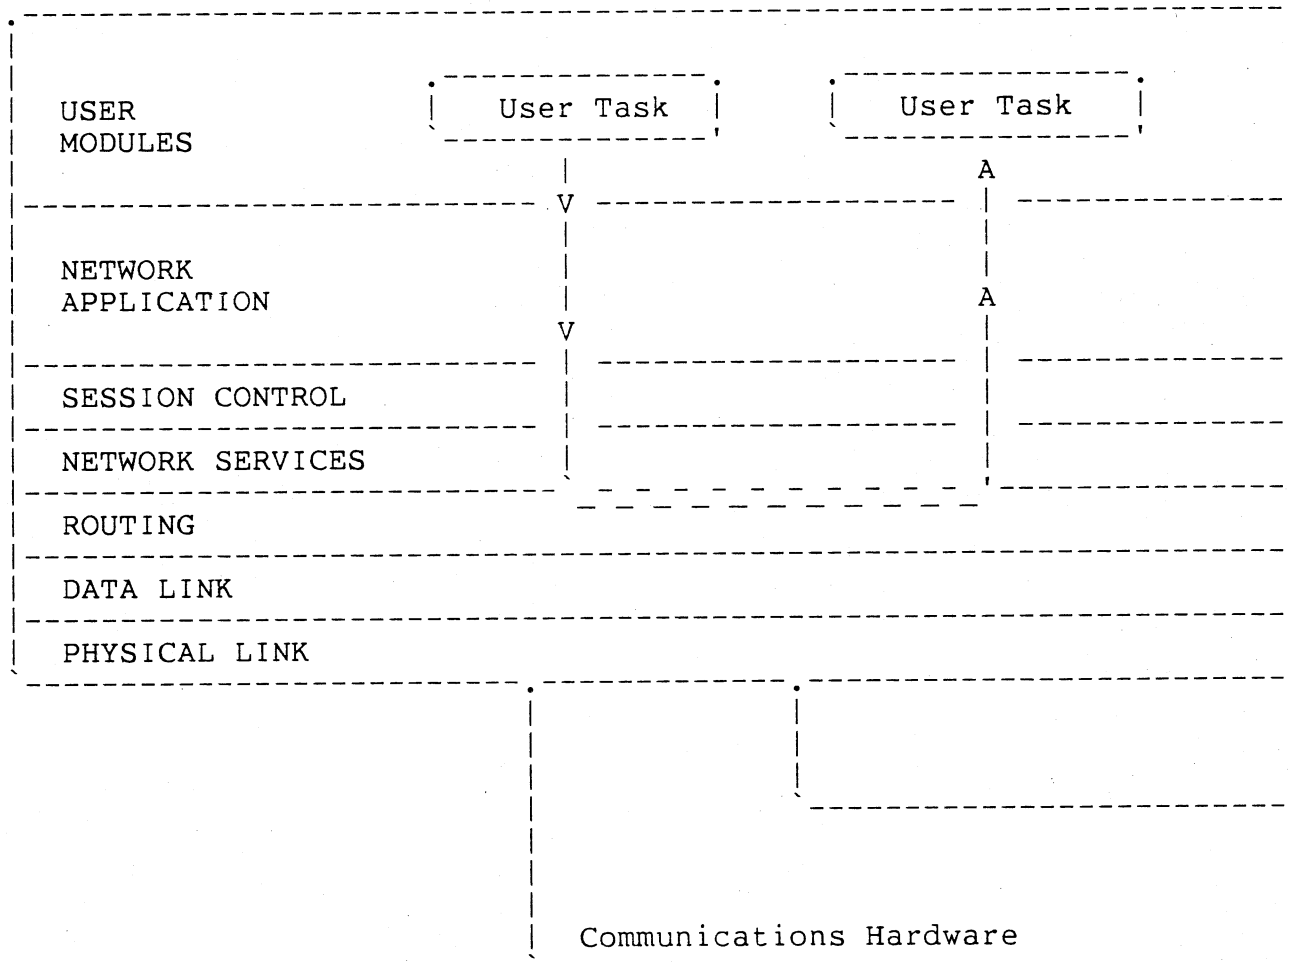 USER
MODULES
User Task
User Task
A
V
NETWORK
APPLICATION
A
V
SESSION CONTROL
NETWORK SERVICES
ROUTING
DATA LINK
PHYSICAL LINK
Communications Hardware